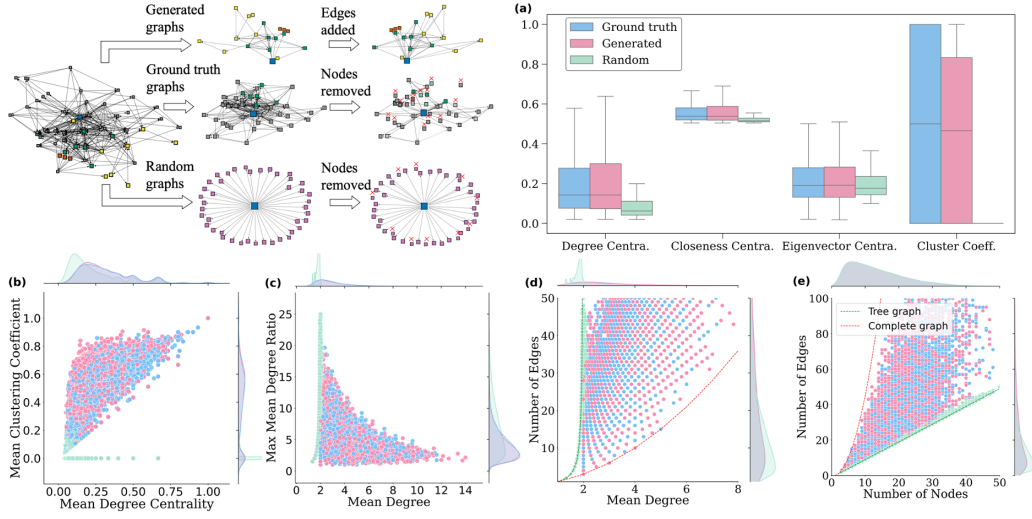 Generated
graphs
Edges
added
Ground truth
graphs
Nodes
removed
Random
graphs
Nodes
removed
(a)
Ground truth
Generated
Random
1.0
0.8
0.6
0.4
0.2
0.0
Degree Centra.
Closeness Centra.
Eigenvector Centra.
Cluster Coeff.
(b)
Mean Clustering Coefficient
1.0
0.8
0.6
0.4
0.2
0.0
0.00
0.25
0.50
0.75
1.00
Mean Degree Centrality
(c)
Max Mean Degree Ratio
25
20
15
10
5
0
2
4
6
8
10
12
14
Mean Degree
(d)
Number of Edges
50
40
30
20
10
2
4
6
8
Mean Degree
(e)
Number of Edges
100
80
60
40
20
0
Tree graph
Complete graph
0
10
20
30
40
50
Number of Nodes